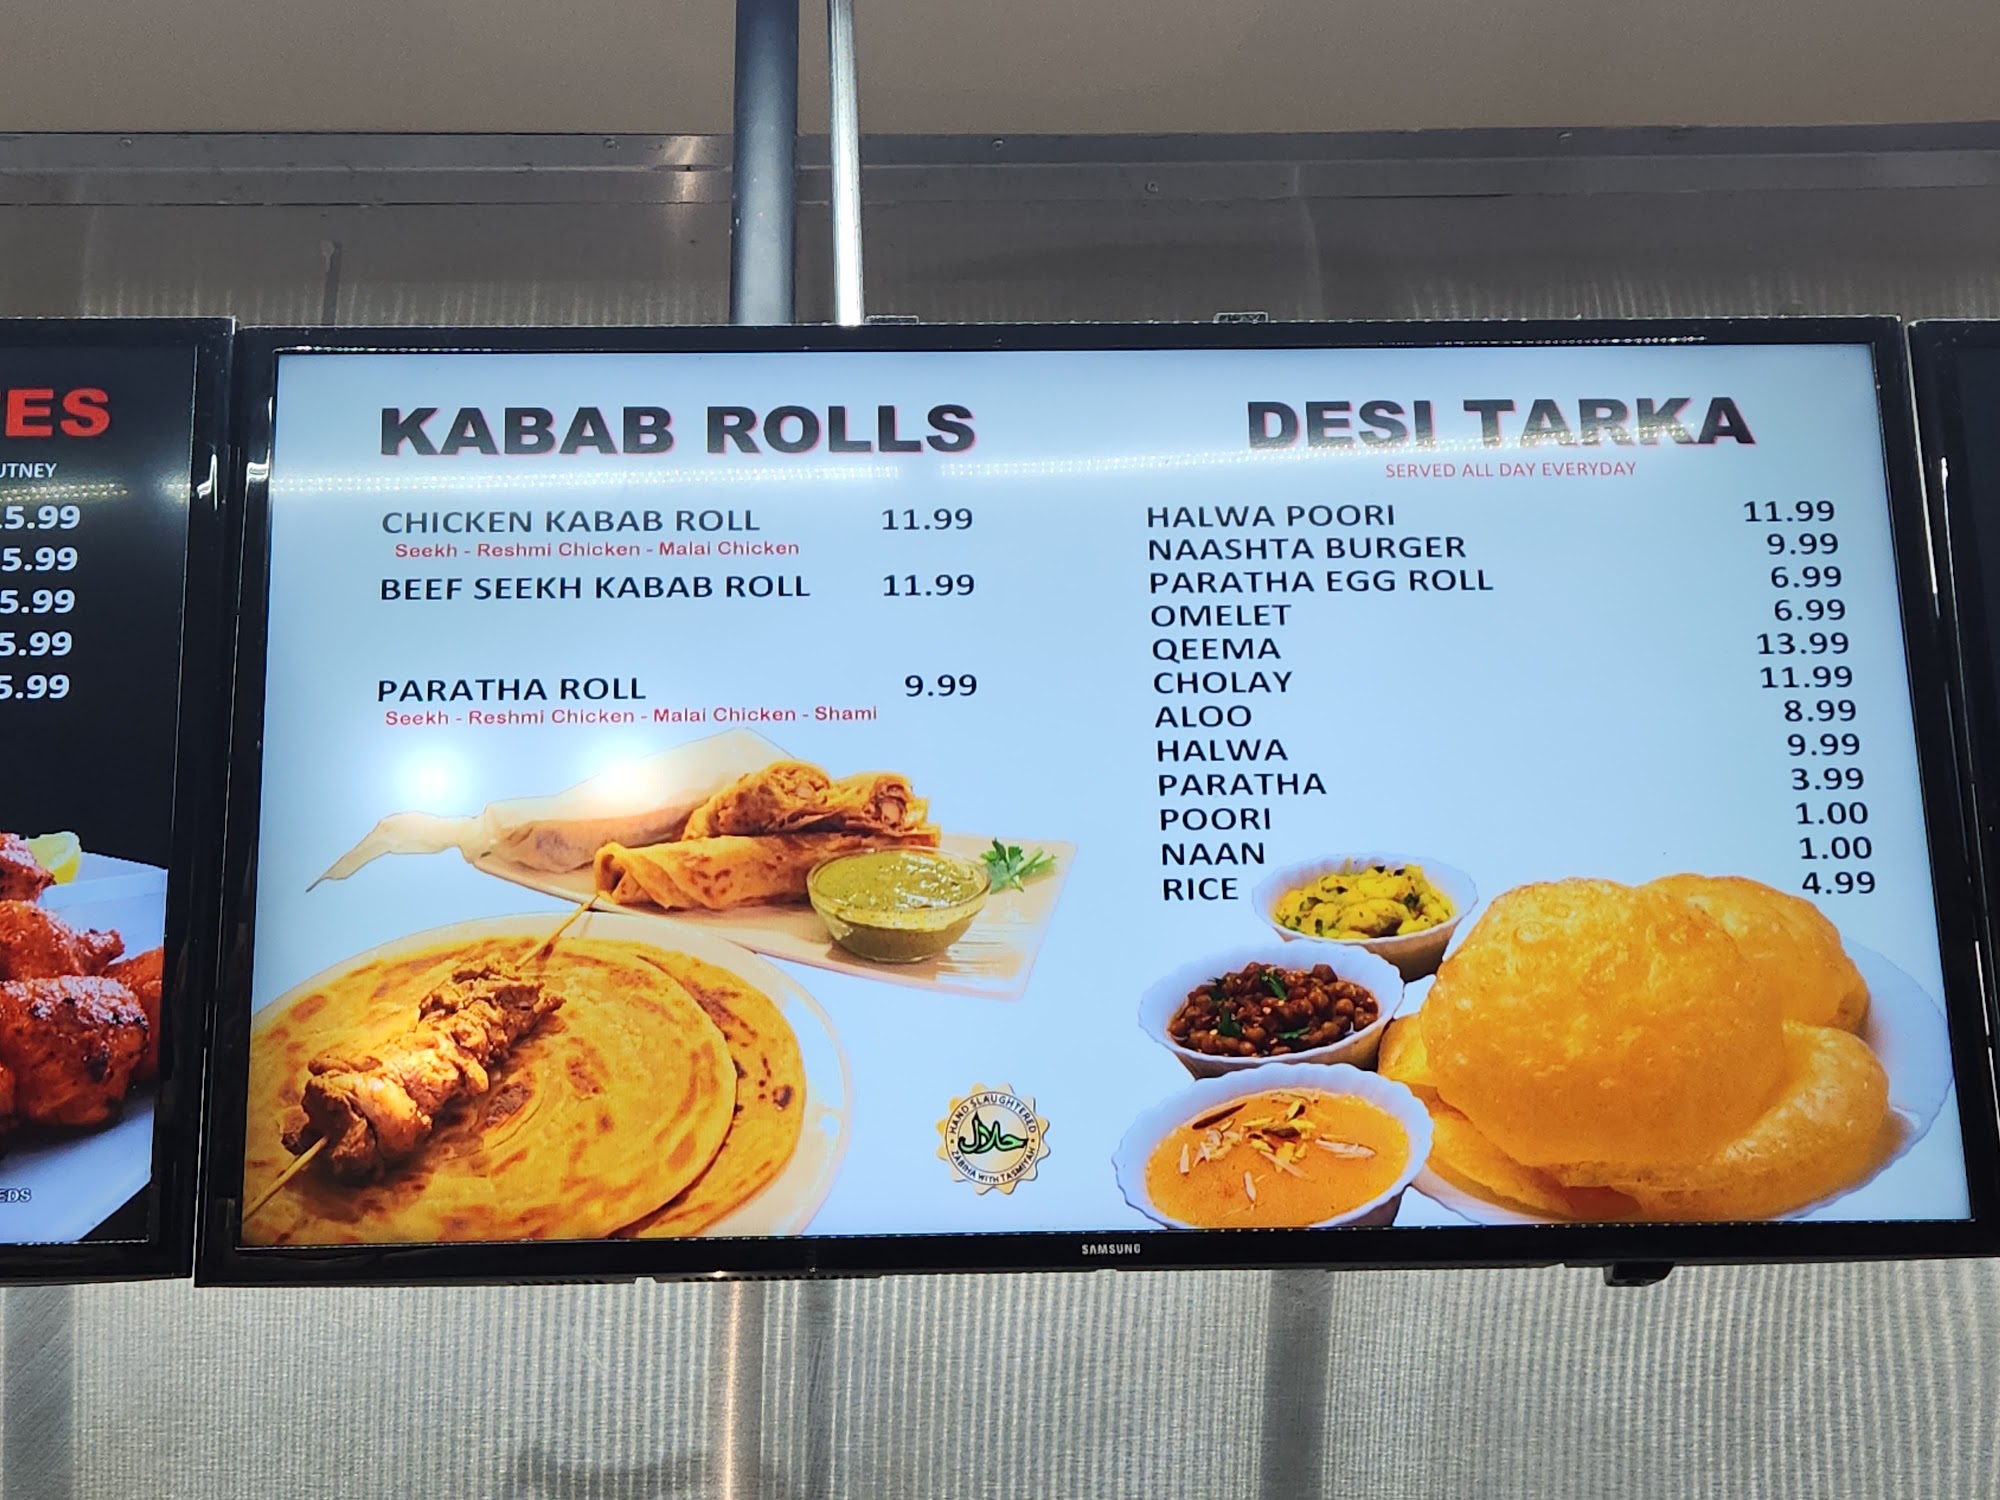 ES
UTNEY
5.99
5.99
5.99
5.99
5.99
EDS
KABAB ROLLS
CHICKEN KABAB ROLL 11.99
Seekh - Reshmi Chicken - Malai Chicken
BEEF SEEKH KABAB ROLL 11.99
PARATHA ROLL 9.99
Seekh - Reshmi Chicken - Malai Chicken - Shami
HAND SLAUGHTERED
حلال
ZABIHA WITH TASMIYAH
DESI TARKA
SERVED ALL DAY EVERYDAY
HALWA POORI 11.99
NAASHTA BURGER 9.99
PARATHA EGG ROLL 6.99
OMELET 6.99
QEEMA 13.99
CHOLAY 11.99
ALOO 8.99
HALWA 9.99
PARATHA 3.99
POORI 1.00
NAAN 1.00
RICE 4.99
SAMSUNG